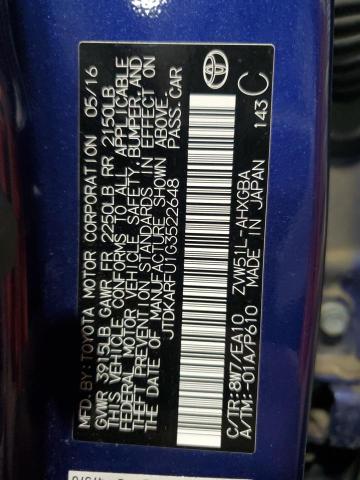 MFD. BY: TOYOTA MOTOR CORPORATION 05/16
GVWR 3915LB GAWR FR 2250LB RR 2150LB
THIS VEHICLE CONFORMS TO ALL APPLICABLE
FEDERAL MOTOR VEHICLE SAFETY, BUMPER, AND
THEFT PREVENTION STANDARDS IN EFFECT ON
THE DATE OF MANUFACTURE SHOWN ABOVE.
JTDKARFU1G3522648 PASS. CAR
C/TR: 8W7/EA10 ZVW51L-AHXGBA
A/TM: -01A/P610 MADE IN JAPAN 143 C